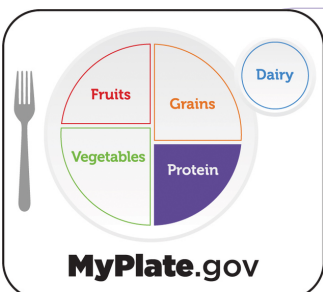 Dairy
Fruits
Grains
Vegetables
Protein
MyPlate.gov